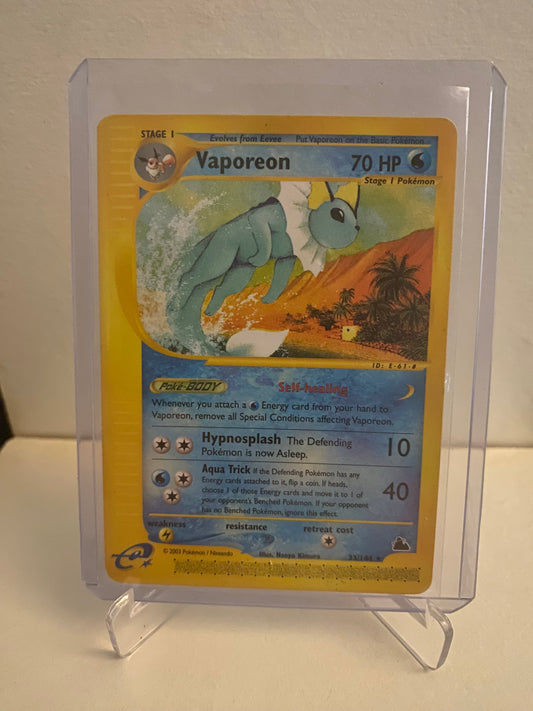 STAGE 1 Evolves from Eevee Put Vaporeon on the Basic Pokémon
Vaporeon 70 HP
Stage 1 Pokémon
ID: E-61-#
Poké-BODY Self-healing
Whenever you attach a Energy card from your hand to
Vaporeon, remove all Special Conditions affecting Vaporeon.
Hypnosplash The Defending 10
Pokémon is now Asleep.
Aqua Trick If the Defending Pokémon has any
Energy cards attached to it, flip a coin. If heads,
choose 1 of those Energy cards and move it to 1 of 40
your opponent's Benched Pokémon. If your opponent
has no Benched Pokémon, ignore this effect.
weakness resistance retreat cost
e
© 2003 Pokémon / Nintendo
Illus. Naoyo Kimura 33/144